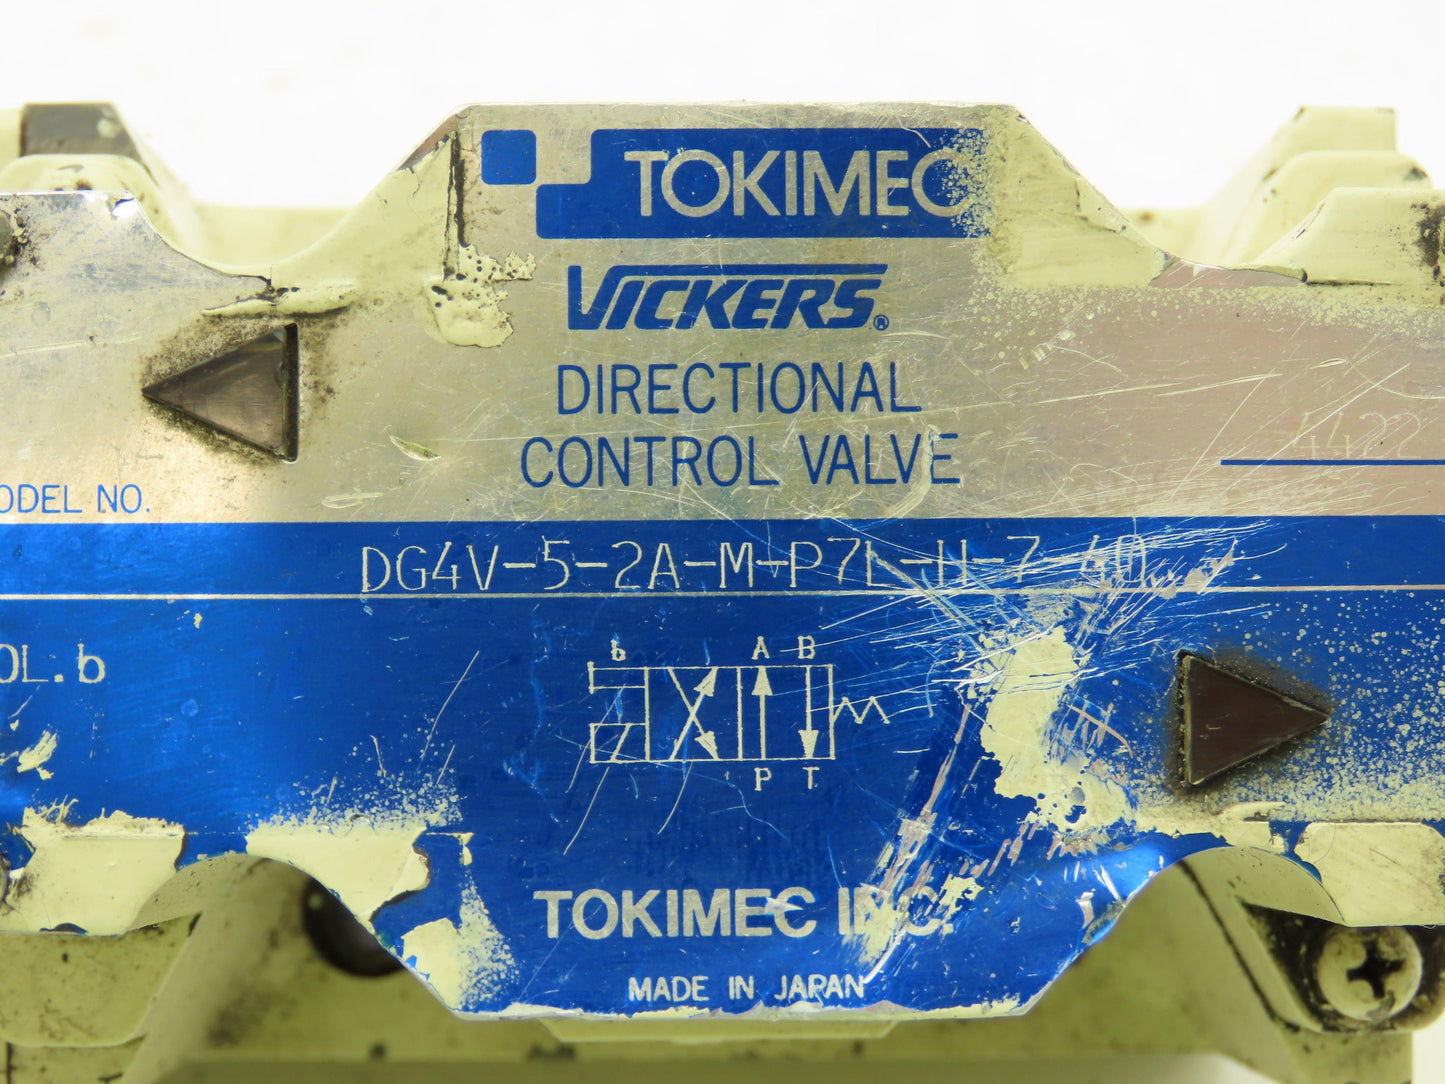 TOKIMEC
VICKERS®
DIRECTIONAL
CONTROL VALVE
4422
ODEL NO.
DG4V-5-2A-M-P7L-H-7-40
OL.b
b A B
P T
TOKIMEC INC.
MADE IN JAPAN